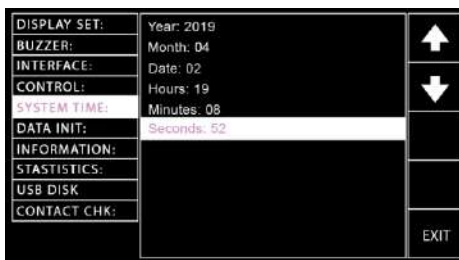 DISPLAY SET:
BUZZER:
INTERFACE:
CONTROL:
SYSTEM TIME:
DATA INIT:
INFORMATION:
STASTISTICS:
USB DISK
CONTACT CHK:
Year: 2019
Month: 04
Date: 02
Hours: 19
Minutes: 08
Seconds: 52
EXIT